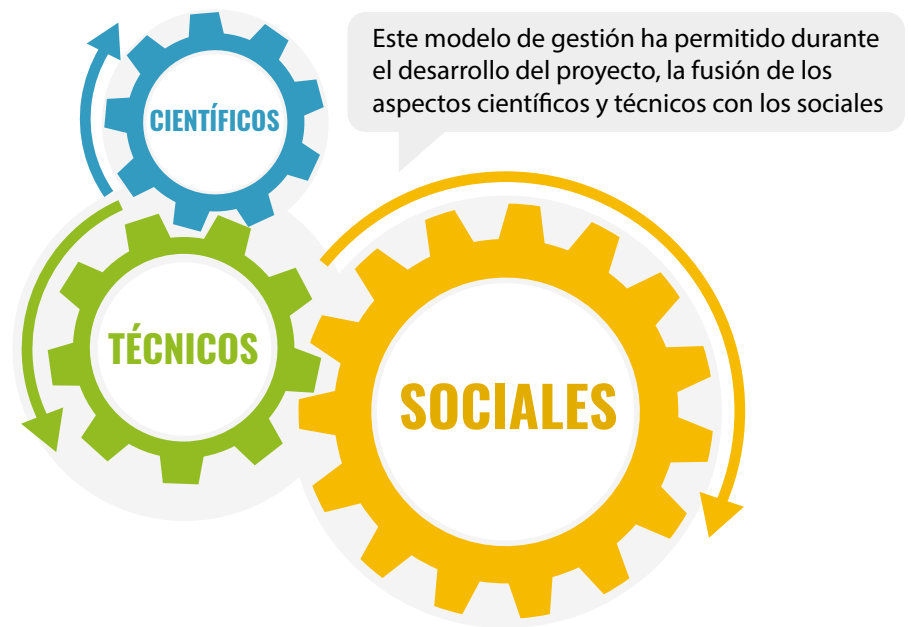 Este modelo de gestión ha permitido durante
el desarrollo del proyecto, la fusión de los
aspectos científicos y técnicos con los sociales
CIENTÍFICOS
TÉCNICOS
SOCIALES